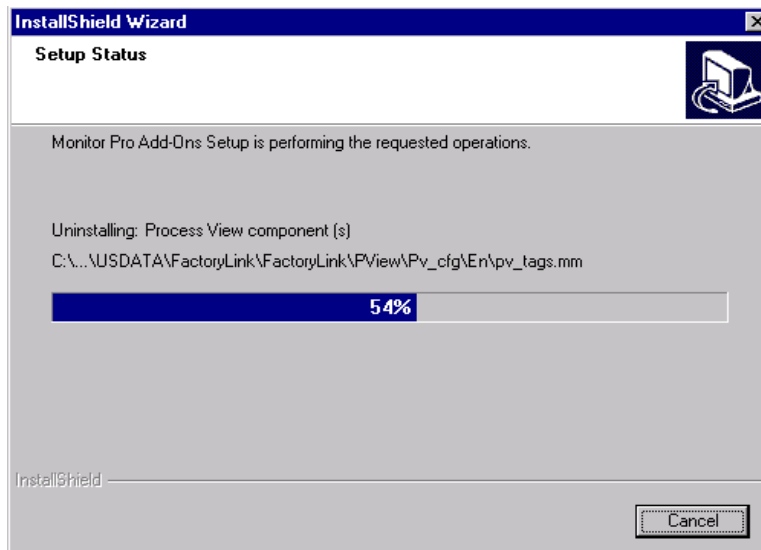 InstallShield Wizard
Setup Status
Monitor Pro Add-Ons Setup is performing the requested operations.
Uninstalling: Process View component (s)
C:\...\USDATA\FactoryLink\FactoryLink\PView\Pv_cfg\En\pv_tags.mm
54%
InstallShield
Cancel